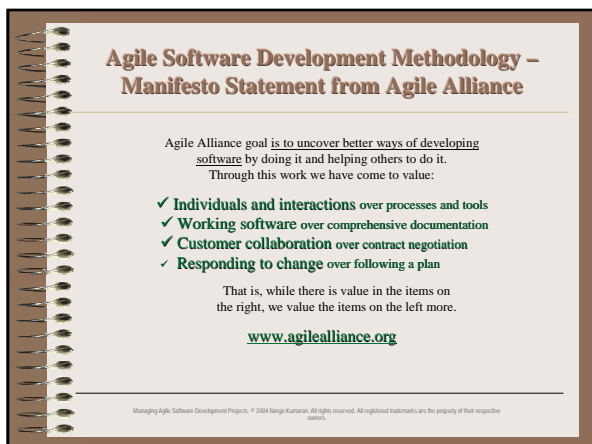 Agile Software Development Methodology –
Manifesto Statement from Agile Alliance
Agile Alliance goal is to uncover better ways of developing
software by doing it and helping others to do it.
Through this work we have come to value:
✓ Individuals and interactions over processes and tools
✓ Working software over comprehensive documentation
✓ Customer collaboration over contract negotiation
✓ Responding to change over following a plan
That is, while there is value in the items on
the right, we value the items on the left more.
www.agilealliance.org
Managing Agile Software Development Projects. © 2004 Ilango Kumaran. All rights reserved. All registered trademarks are the property of their respective
owners.